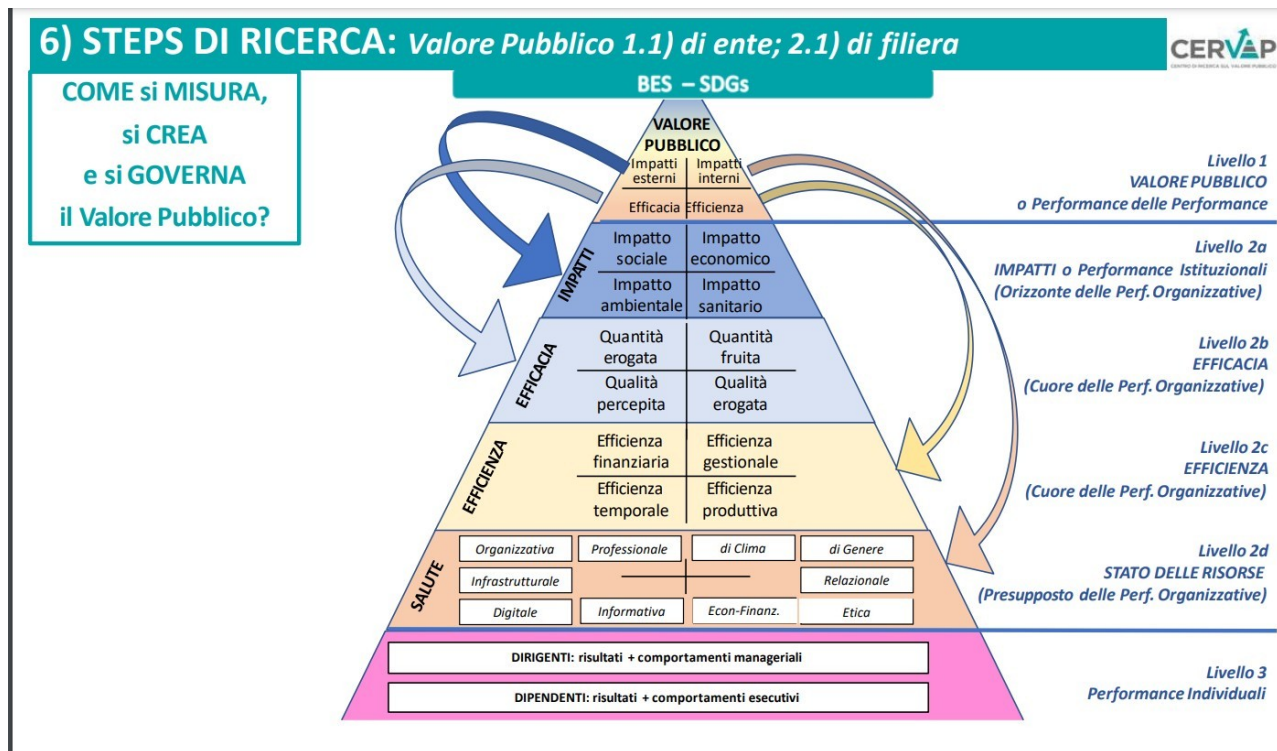 6) STEPS DI RICERCA: Valore Pubblico 1.1) di ente; 2.1) di filiera
CERVAP
CENTRO DI RICERCA SUL VALORE PUBBLICO
COME si MISURA,
si CREA
e si GOVERNA
il Valore Pubblico?
BES – SDGs
VALORE
PUBBLICO
Impatti esterni
Impatti interni
Efficacia
Efficienza
Livello 1
VALORE PUBBLICO
o Performance delle Performance
IMPATTI
Impatto sociale
Impatto economico
Impatto ambientale
Impatto sanitario
Livello 2a
IMPATTI o Performance Istituzionali
(Orizzonte delle Perf. Organizzative)
EFFICACIA
Quantità erogata
Quantità fruita
Qualità percepita
Qualità erogata
Livello 2b
EFFICACIA
(Cuore delle Perf. Organizzative)
EFFICIENZA
Efficienza finanziaria
Efficienza gestionale
Efficienza temporale
Efficienza produttiva
Livello 2c
EFFICIENZA
(Cuore delle Perf. Organizzative)
SALUTE
Organizzativa
Professionale
di Clima
di Genere
Infrastrutturale
Relazionale
Digitale
Informativa
Econ-Finanz.
Etica
Livello 2d
STATO DELLE RISORSE
(Presupposto delle Perf. Organizzative)
DIRIGENTI: risultati + comportamenti manageriali
DIPENDENTI: risultati + comportamenti esecutivi
Livello 3
Performance Individuali